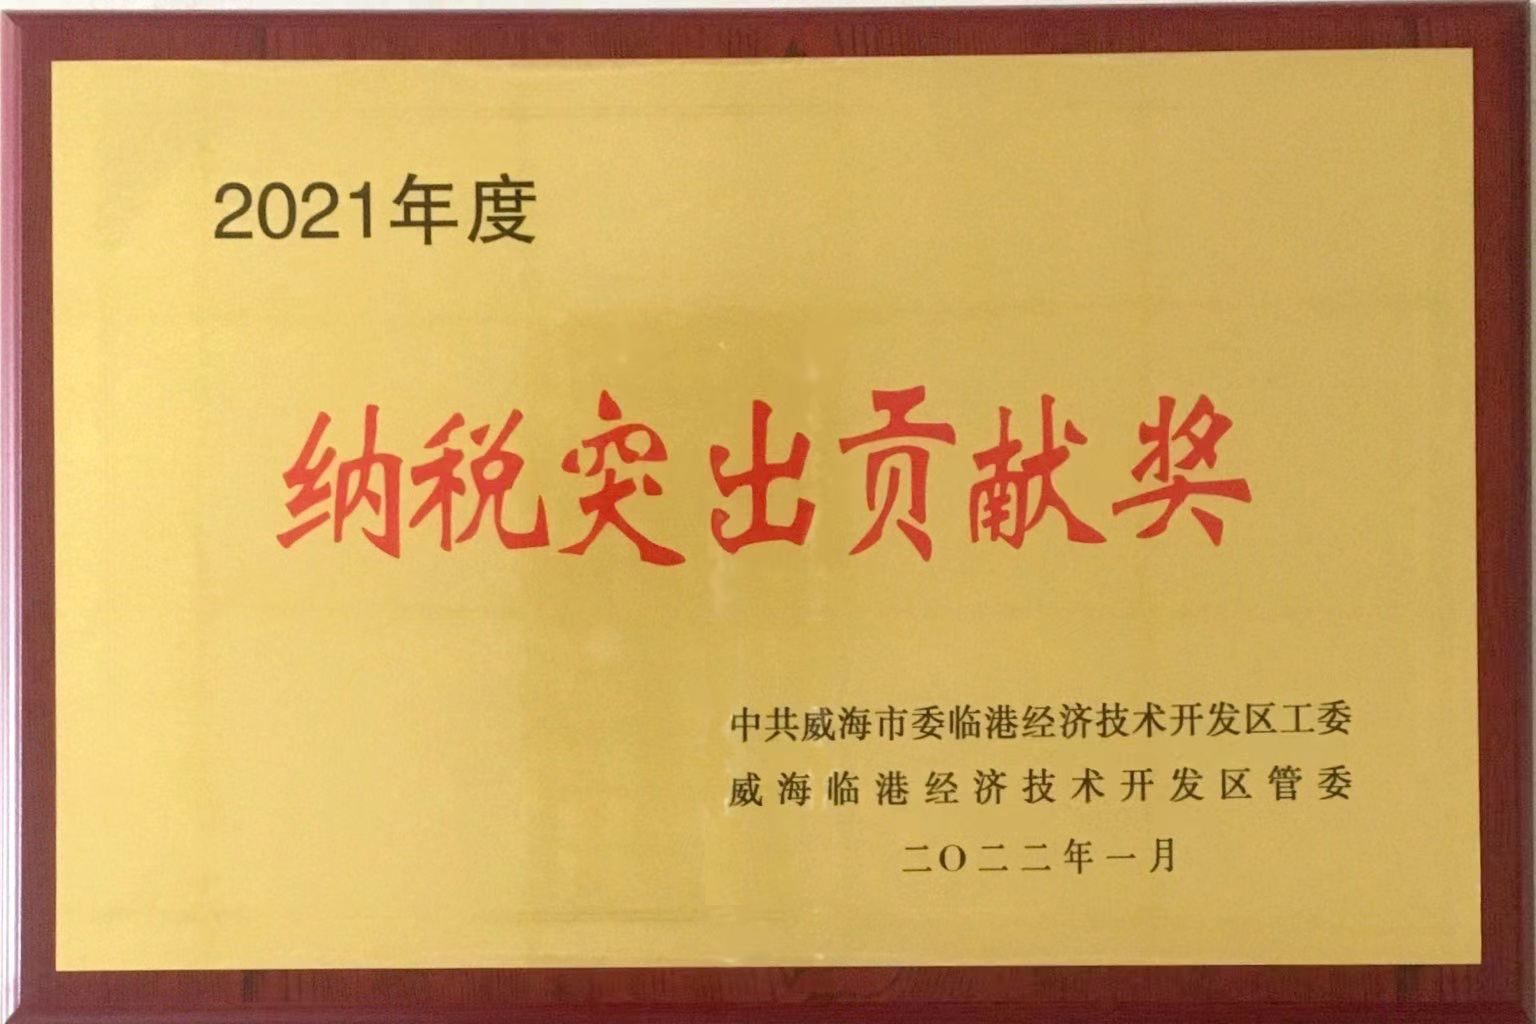 2021年度
纳税突出贡献奖
中共威海市委临港经济技术开发区工委
威海临港经济技术开发区管委
二〇二二年一月